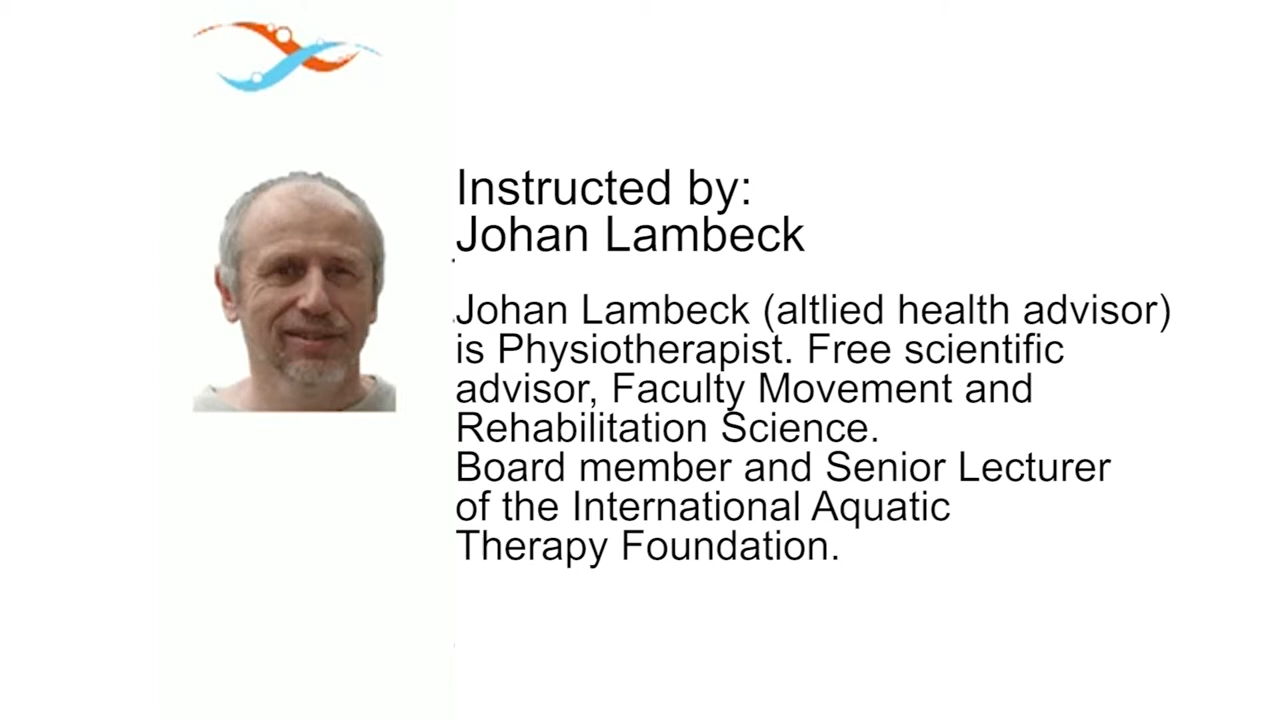 Instructed by:
Johan Lambeck
Johan Lambeck (altlied health advisor)
is Physiotherapist. Free scientific
advisor, Faculty Movement and
Rehabilitation Science.
Board member and Senior Lecturer
of the International Aquatic
Therapy Foundation.